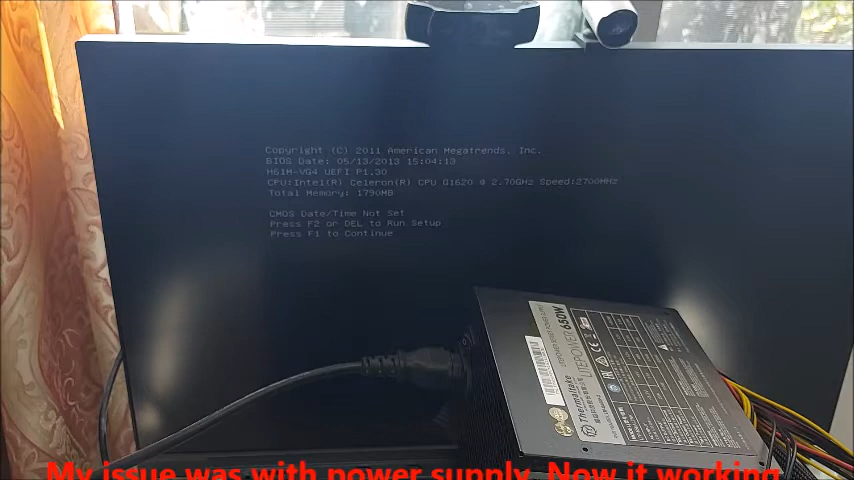 Copyright (C) 2011 American Megatrends, Inc.
BIOS Date: 05/13/2013 15:04:13
H61M-VG4 UEFI P1.30
CPU:Intel(R) Celeron(R) CPU G1620 @ 2.70GHz Speed:2700MHz
Total Memory: 1790MB
CMOS Date/Time Not Set
Press F2 or DEL to Run Setup
Press F1 to Continue
LITEPOWER 650W
Thermaltake
My issue was with power supply. Now it working